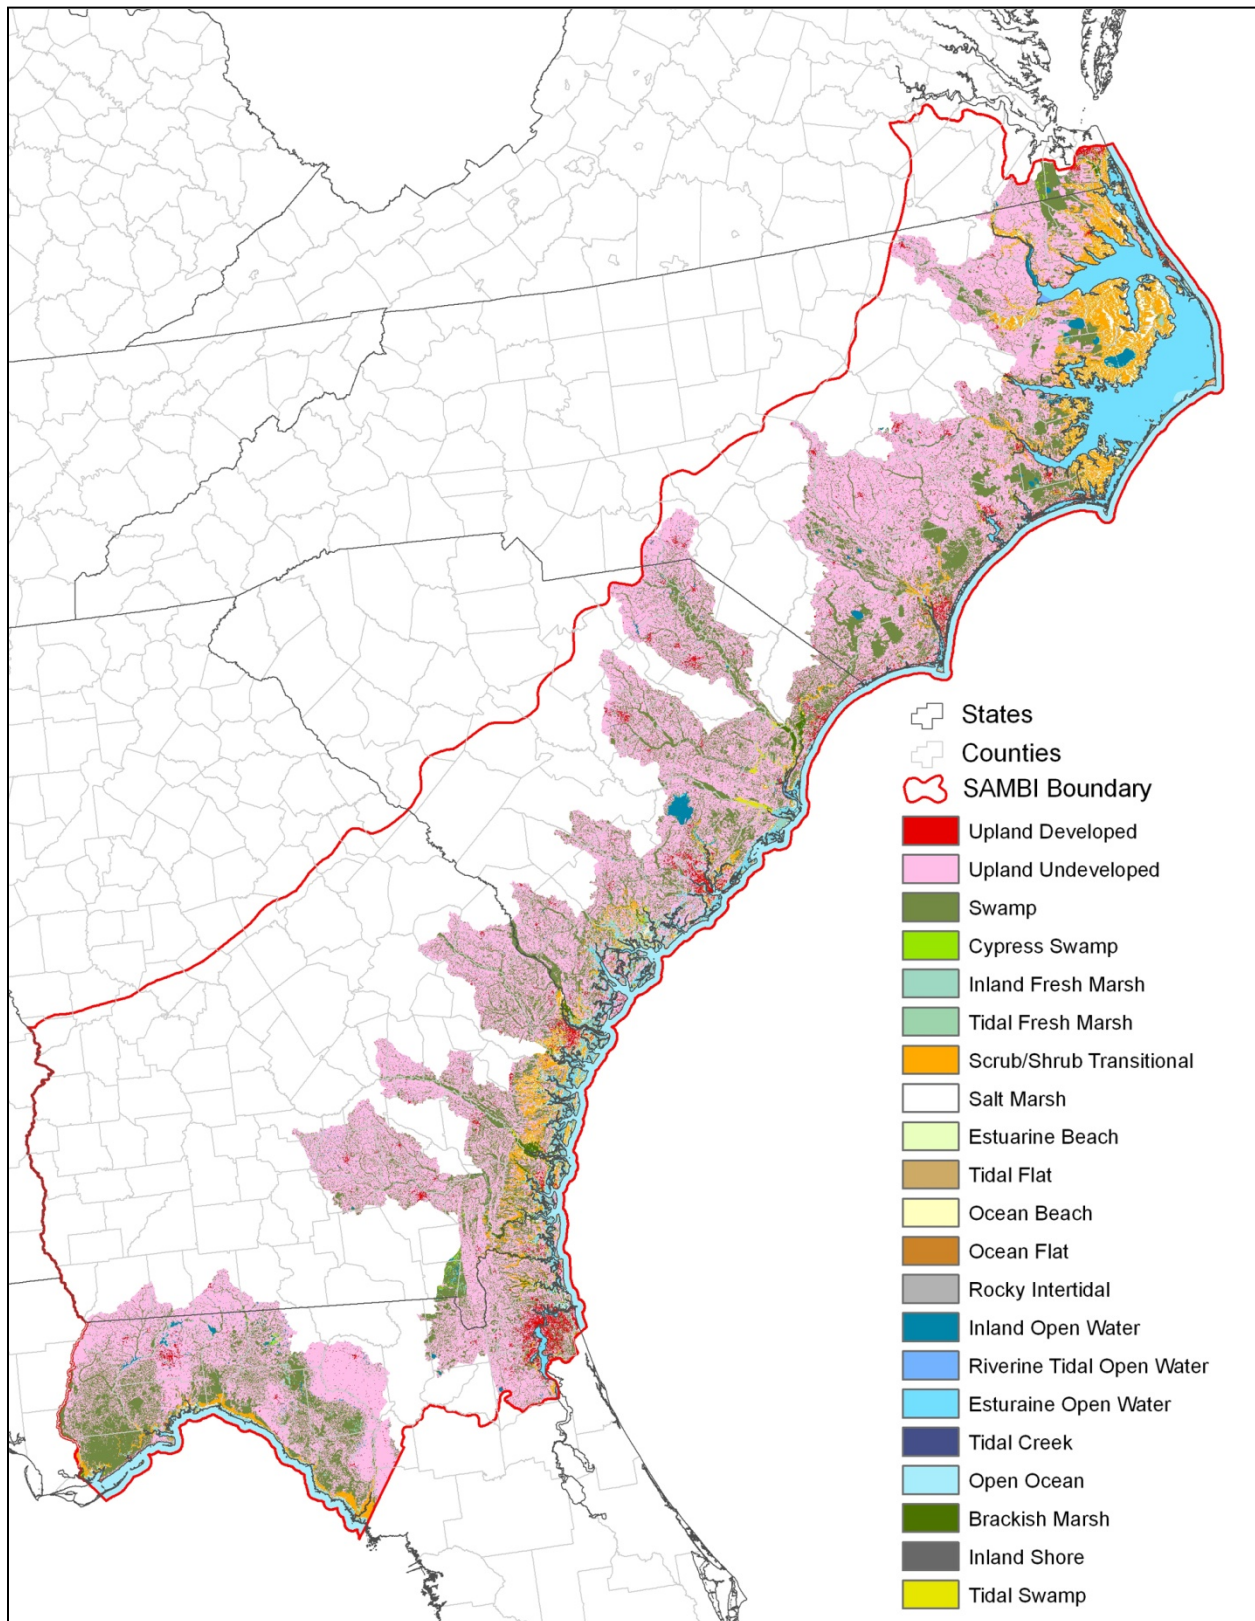 States
Counties
SAMBI Boundary
Upland Developed
Upland Undeveloped
Swamp
Cypress Swamp
Inland Fresh Marsh
Tidal Fresh Marsh
Scrub/Shrub Transitional
Salt Marsh
Estuarine Beach
Tidal Flat
Ocean Beach
Ocean Flat
Rocky Intertidal
Inland Open Water
Riverine Tidal Open Water
Esturaine Open Water
Tidal Creek
Open Ocean
Brackish Marsh
Inland Shore
Tidal Swamp